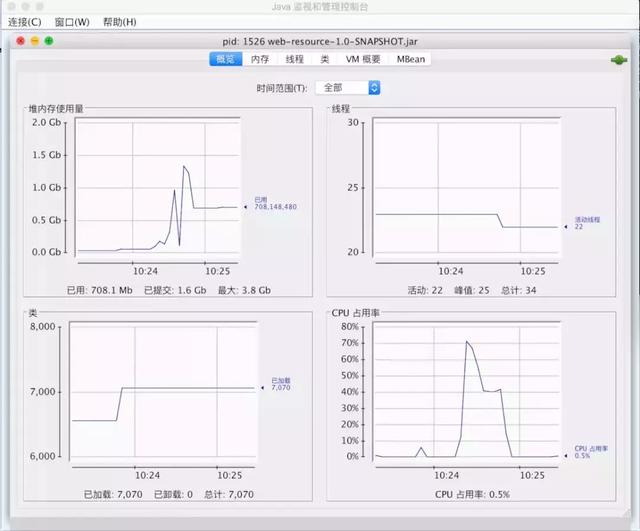 Java 监视和管理控制台
连接(C) 窗口(W) 帮助(H)
pid: 1526 web-resource-1.0-SNAPSHOT.jar
概览 内存 线程 类 VM 概要 MBean
时间范围(T): 全部
堆内存使用量
2.0 Gb
1.5 Gb
1.0 Gb
0.5 Gb
0.0 Gb
已用
708,148,480
10:24 10:25
已用: 708.1 Mb 已提交: 1.6 Gb 最大: 3.8 Gb
线程
30
25
20
活动线程
22
10:24 10:25
活动: 22 峰值: 25 总计: 34
类
8,000
7,000
6,000
已加载
7,070
10:24 10:25
已加载: 7,070 已卸载: 0 总计: 7,070
CPU 占用率
80%
70%
60%
50%
40%
30%
20%
10%
0%
CPU 占用率
0.5%
10:24 10:25
CPU 占用率: 0.5%